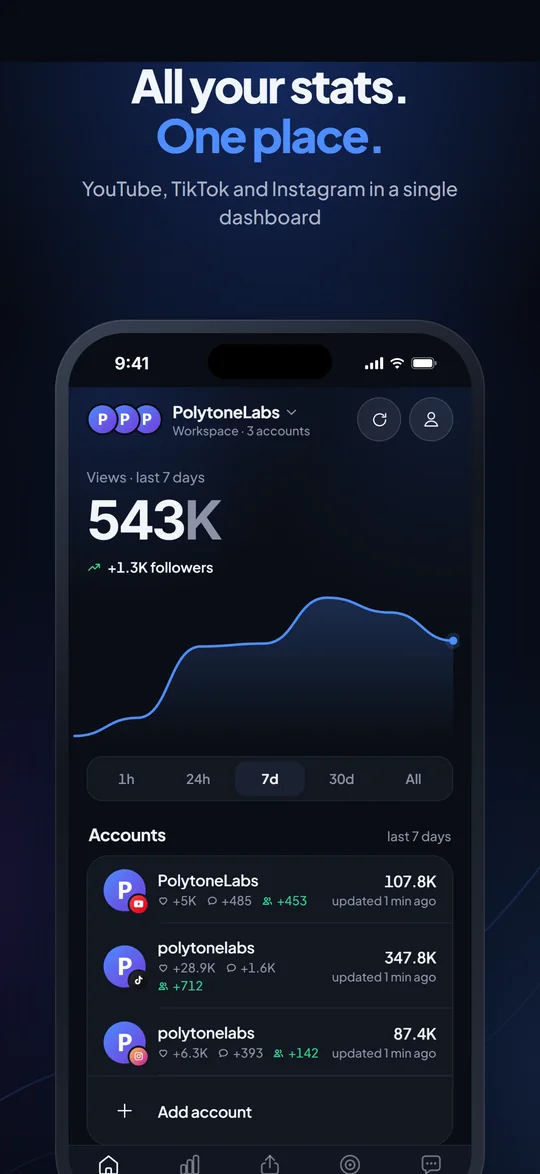 All your stats.
One place.
YouTube, TikTok and Instagram in a single
dashboard
9:41
P P P
PolytoneLabs
Workspace · 3 accounts
Views · last 7 days
543K
+1.3K followers
1h 24h 7d 30d All
Accounts last 7 days
P
PolytoneLabs 107.8K
+5K +485 +453 updated 1 min ago
P
polytonelabs 347.8K
+28.9K +1.6K updated 1 min ago
+712
P
polytonelabs 87.4K
+6.3K +393 +142 updated 1 min ago
+ Add account